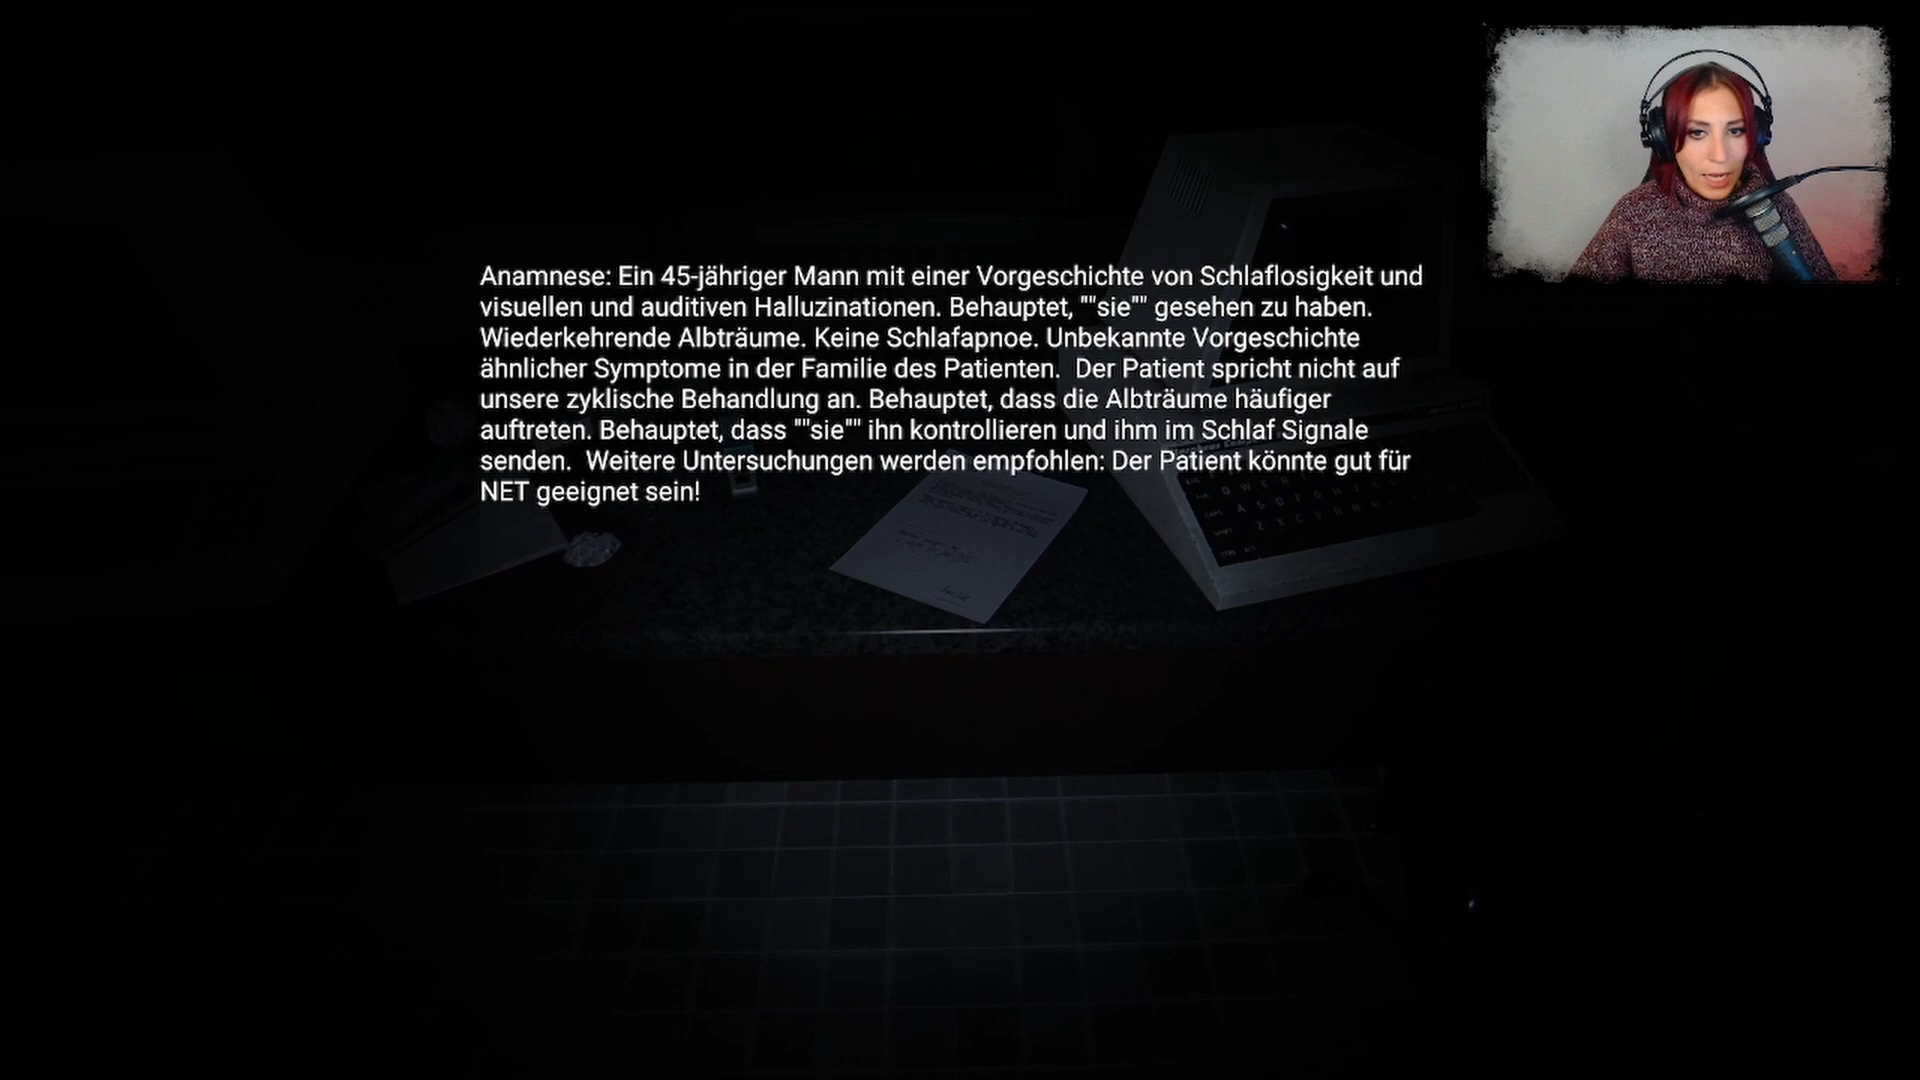 Anamnese: Ein 45-jähriger Mann mit einer Vorgeschichte von Schlaflosigkeit und
visuellen und auditiven Halluzinationen. Behauptet, ""sie"" gesehen zu haben.
Wiederkehrende Albträume. Keine Schlafapnoe. Unbekannte Vorgeschichte
ähnlicher Symptome in der Familie des Patienten.  Der Patient spricht nicht auf
unsere zyklische Behandlung an. Behauptet, dass die Albträume häufiger
auftreten. Behauptet, dass ""sie"" ihn kontrollieren und ihm im Schlaf Signale
senden.  Weitere Untersuchungen werden empfohlen: Der Patient könnte gut für
NET geeignet sein!